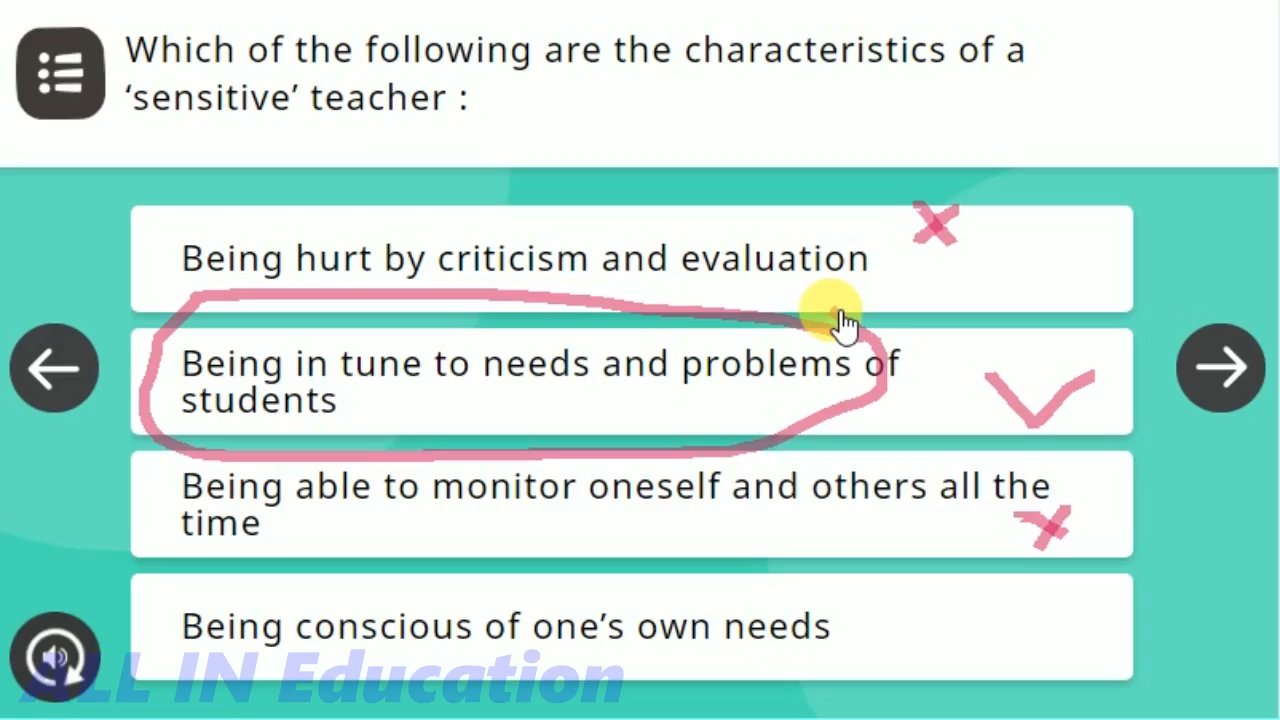 Which of the following are the characteristics of a
‘sensitive’ teacher :
Being hurt by criticism and evaluation
Being in tune to needs and problems of
students
Being able to monitor oneself and others all the
time
Being conscious of one’s own needs
ALL IN Education